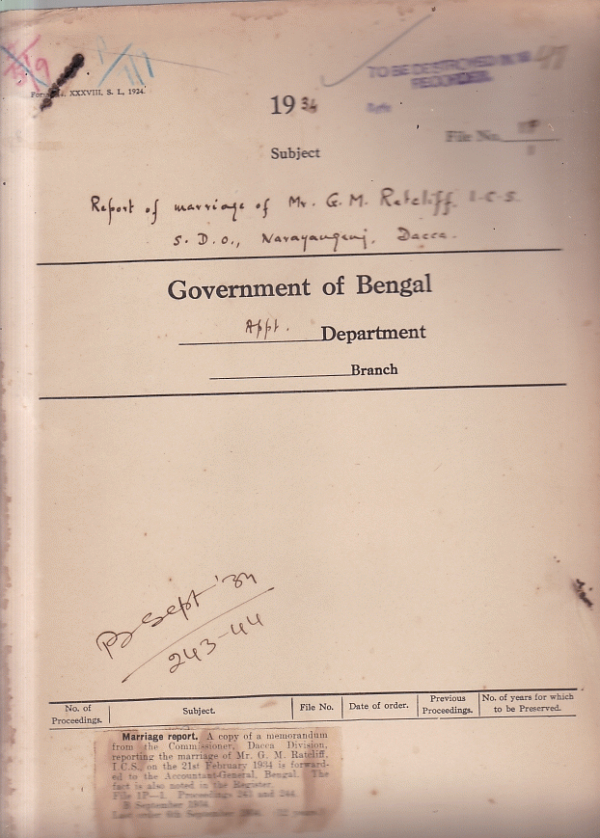 XXXVIII. S. I., 1924.
TO BE DESTROYED
RECORDED.
1934
File No.
Subject
Report of marriage of Mr. G. M. Ratcliff. I.C.S.
S. D. O., Narayanganj, Dacca.
Government of Bengal
Appt. Department
Branch
B Sept '34
243-44
No. of Proceedings. Subject. File No. Date of order. Previous Proceedings. No. of years for which to be Preserved.
Marriage report. A copy of a memorandum
from the Commissioner, Dacca Division,
reporting the marriage of Mr. G. M. Ratcliff,
I.C.S., on the 21st February 1934 is forward-
ed to the Accountant-General, Bengal. The
fact is also noted in the Register.
File 1P—1. Proceedings 243 and 244.
B September 1934.
Last order 6th September 1934. (12 years.)